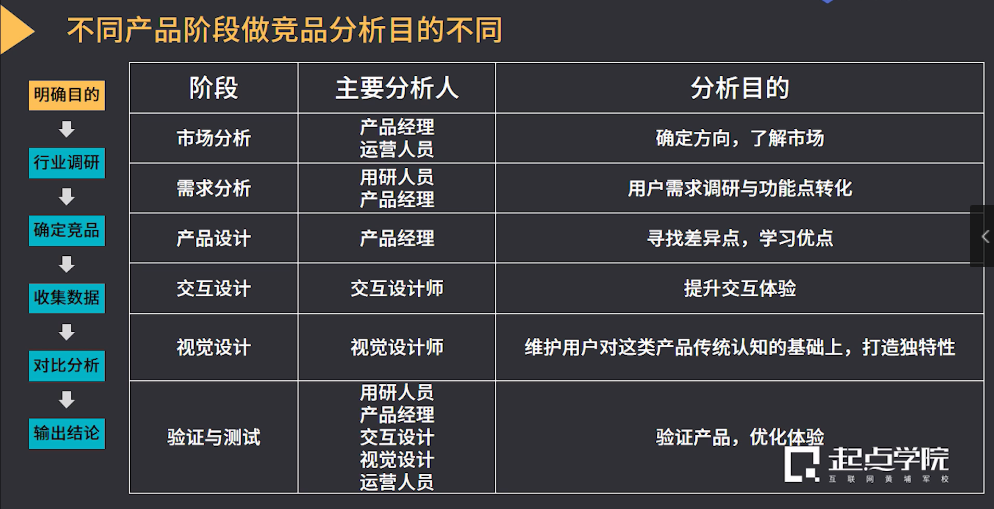 不同产品阶段做竞品分析目的不同
明确目的
行业调研
确定竞品
收集数据
对比分析
输出结论
阶段 主要分析人 分析目的
市场分析 产品经理 运营人员 确定方向，了解市场
需求分析 用研人员 产品经理 用户需求调研与功能点转化
产品设计 产品经理 寻找差异点，学习优点
交互设计 交互设计师 提升交互体验
视觉设计 视觉设计师 维护用户对这类产品传统认知的基础上，打造独特性
验证与测试 用研人员 产品经理 交互设计 视觉设计 运营人员 验证产品，优化体验
起点学院
互联网黄埔军校